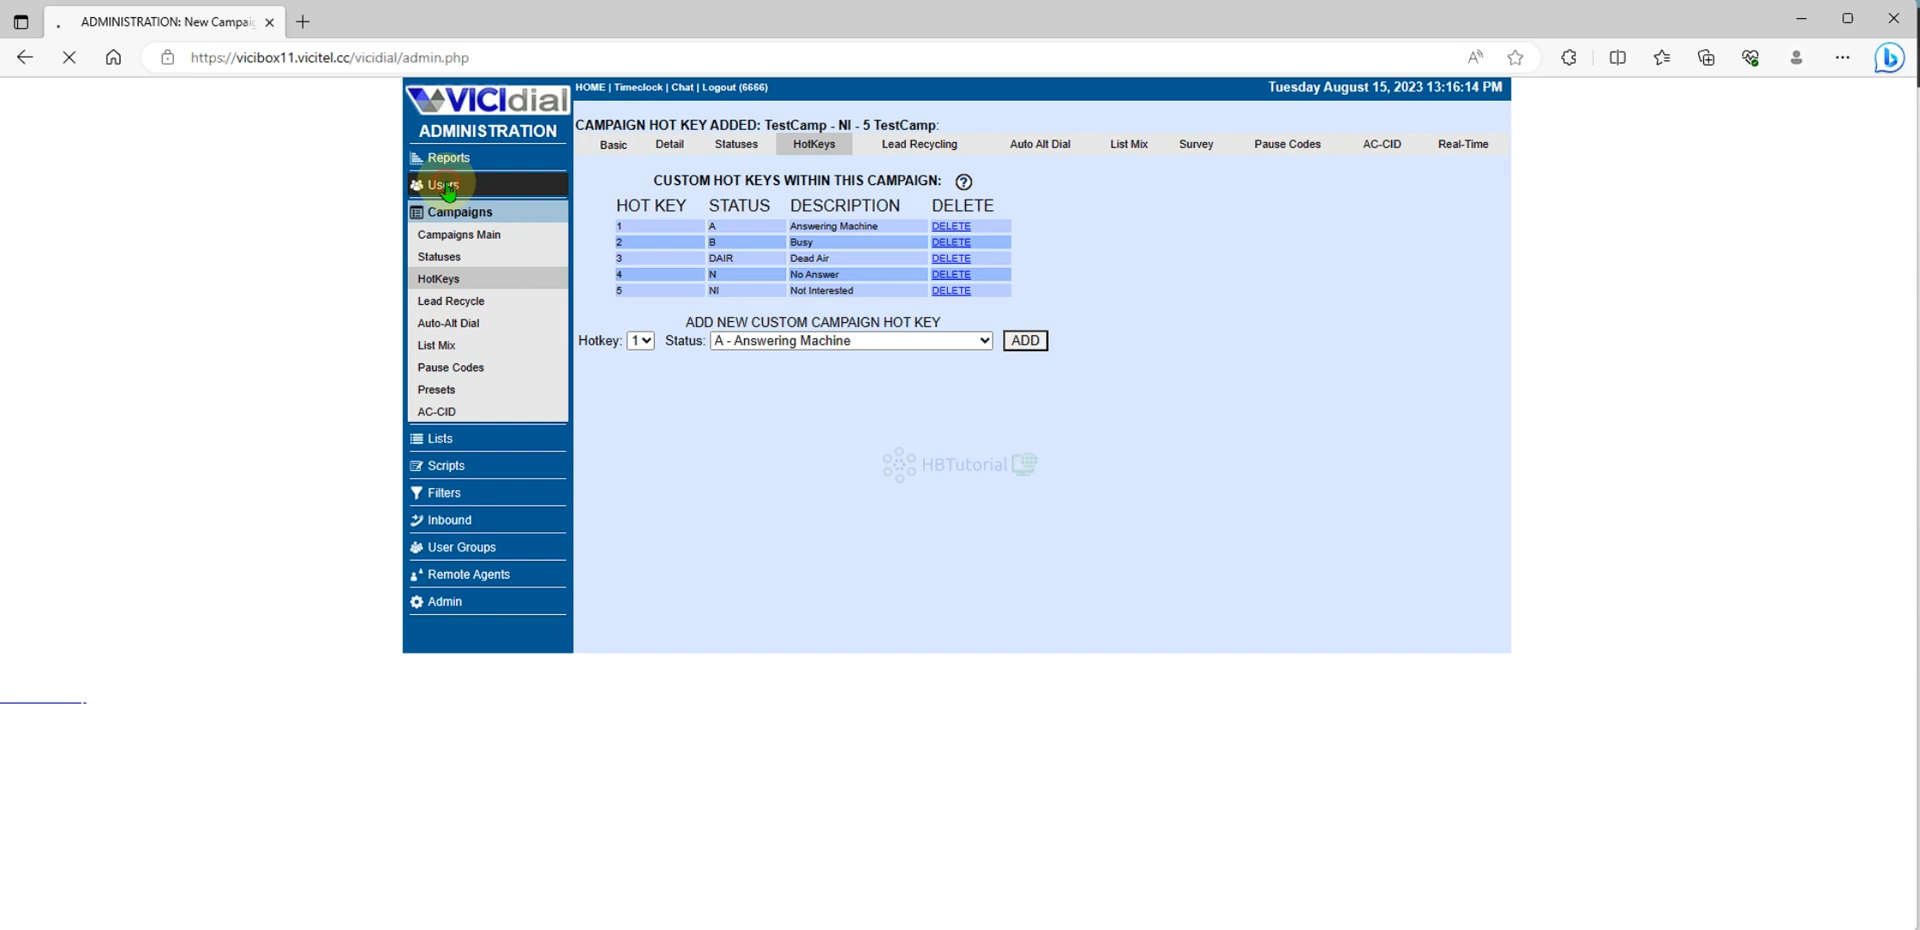 ADMINISTRATION: New Campai
https://vicibox11.vicitel.cc/vicidial/admin.php
VICIdial
ADMINISTRATION
Reports
Users
Campaigns
Campaigns Main
Statuses
HotKeys
Lead Recycle
Auto-Alt Dial
List Mix
Pause Codes
Presets
AC-CID
Lists
Scripts
Filters
Inbound
User Groups
Remote Agents
Admin
HOME | Timeclock | Chat | Logout (6666)
Tuesday August 15, 2023 13:16:14 PM
CAMPAIGN HOT KEY ADDED: TestCamp - NI - 5 TestCamp:
Basic Detail Statuses HotKeys Lead Recycling Auto Alt Dial List Mix Survey Pause Codes AC-CID Real-Time
CUSTOM HOT KEYS WITHIN THIS CAMPAIGN: ?
HOT KEY STATUS DESCRIPTION DELETE
1 A Answering Machine DELETE
2 B Busy DELETE
3 DAIR Dead Air DELETE
4 N No Answer DELETE
5 NI Not Interested DELETE
ADD NEW CUSTOM CAMPAIGN HOT KEY
Hotkey: 1 Status: A - Answering Machine ADD
HBTutorial